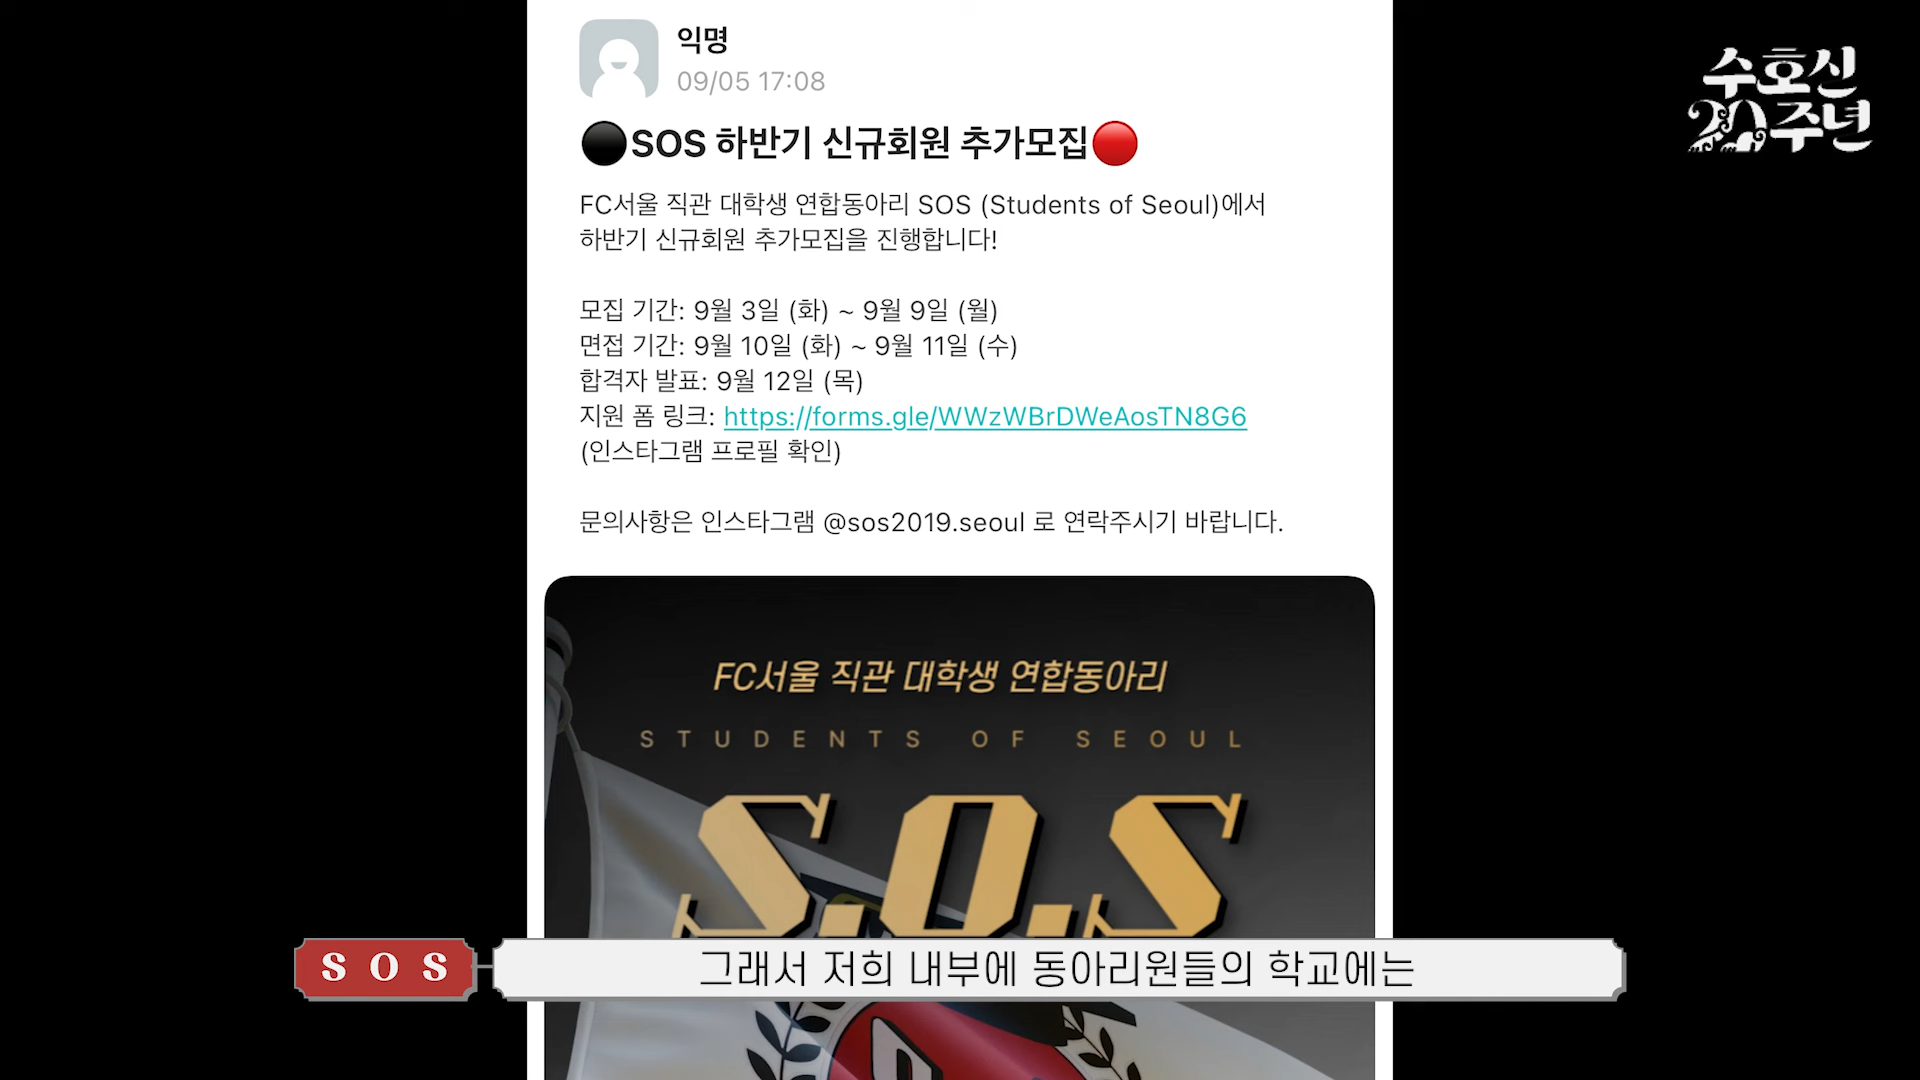 익명
09/05 17:08
수호신
20주년
⚫SOS 하반기 신규회원 추가모집🔴
FC서울 직관 대학생 연합동아리 SOS (Students of Seoul)에서
하반기 신규회원 추가모집을 진행합니다!
모집 기간: 9월 3일 (화) ~ 9월 9일 (월)
면접 기간: 9월 10일 (화) ~ 9월 11일 (수)
합격자 발표: 9월 12일 (목)
지원 폼 링크: https://forms.gle/WWzWBrDWeAosTN8G6
(인스타그램 프로필 확인)
문의사항은 인스타그램 @sos2019.seoul 로 연락주시기 바랍니다.
FC서울 직관 대학생 연합동아리
STUDENTS OF SEOUL
S.O.S
SOS
그래서 저희 내부에 동아리원들의 학교에는